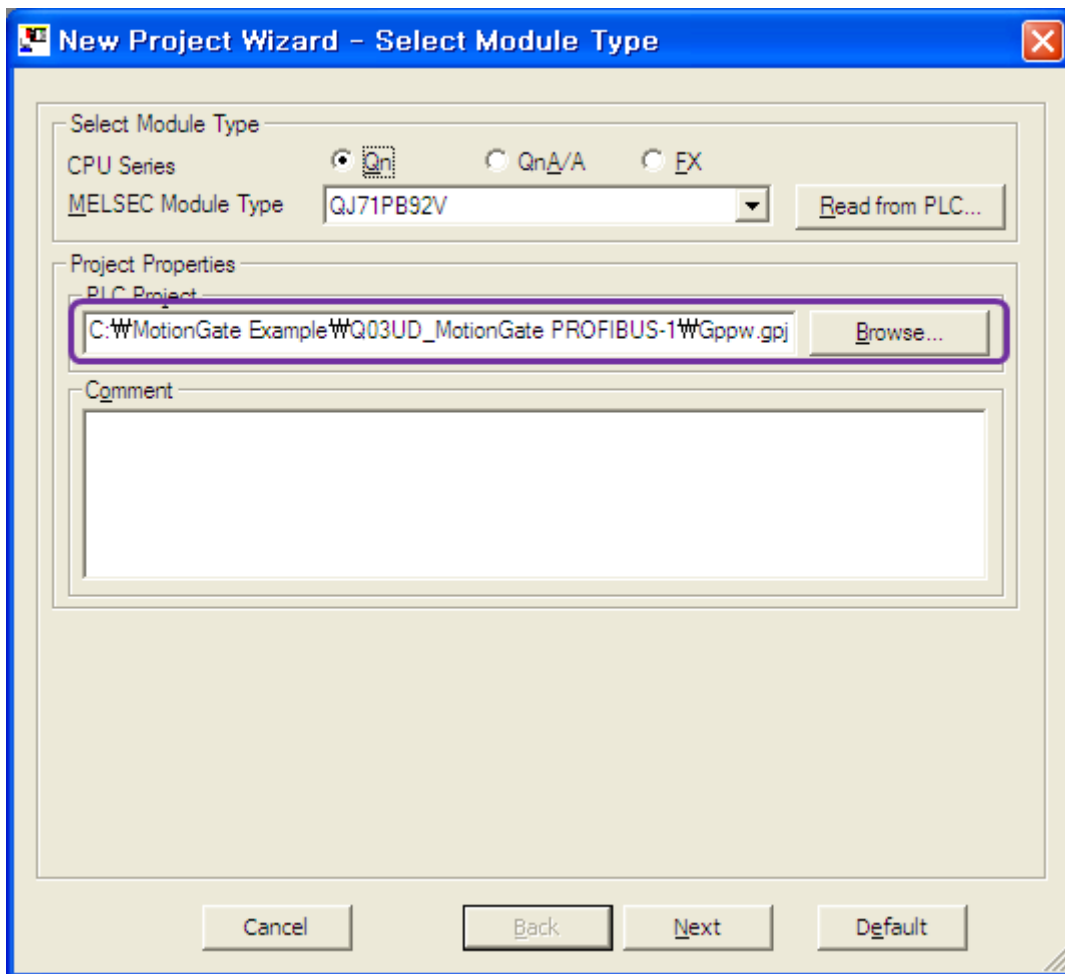 New Project Wizard - Select Module Type
Select Module Type
CPU Series Qn QnA/A FX
MELSEC Module Type QJ71PB92V Read from PLC...
Project Properties
PLC Project
C:₩MotionGate Example₩Q03UD_MotionGate PROFIBUS-1₩Gppw.gpj Browse...
Comment
Cancel Back Next Default